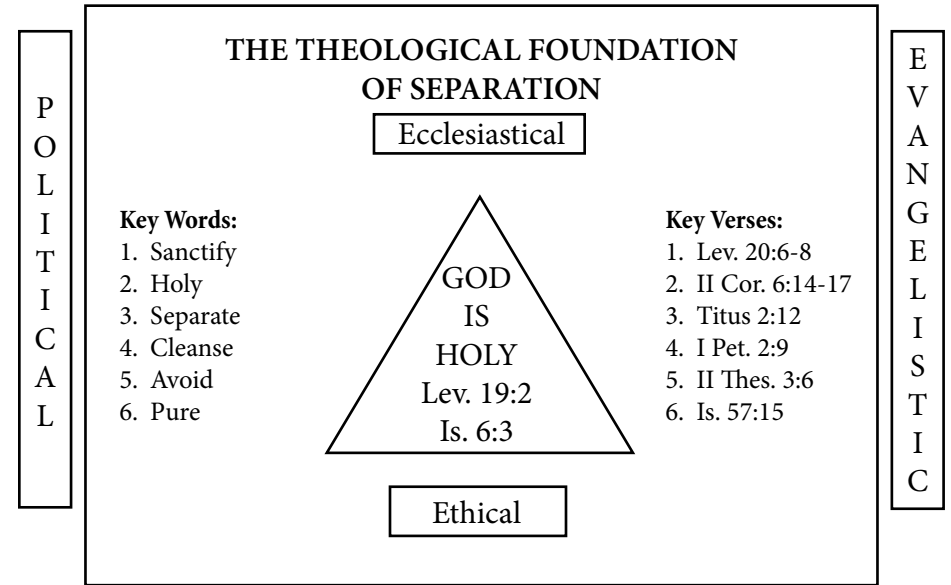 THE THEOLOGICAL FOUNDATION
OF SEPARATION
Ecclesiastical
POLITICAL
Key Words:
1. Sanctify
2. Holy
3. Separate
4. Cleanse
5. Avoid
6. Pure
GOD
IS
HOLY
Lev. 19:2
Is. 6:3
Key Verses:
1. Lev. 20:6-8
2. II Cor. 6:14-17
3. Titus 2:12
4. I Pet. 2:9
5. II Thes. 3:6
6. Is. 57:15
EVANGELISTIC
Ethical